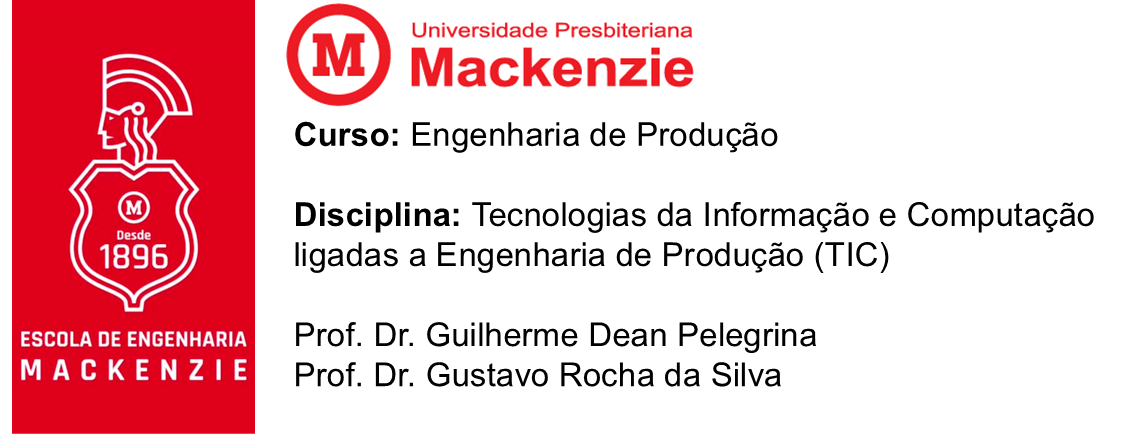 M
Desde
1896
ESCOLA DE ENGENHARIA
MACKENZIE
M
Universidade Presbiteriana
Mackenzie
Curso: Engenharia de Produção
Disciplina: Tecnologias da Informação e Computação
ligadas a Engenharia de Produção (TIC)
Prof. Dr. Guilherme Dean Pelegrina
Prof. Dr. Gustavo Rocha da Silva